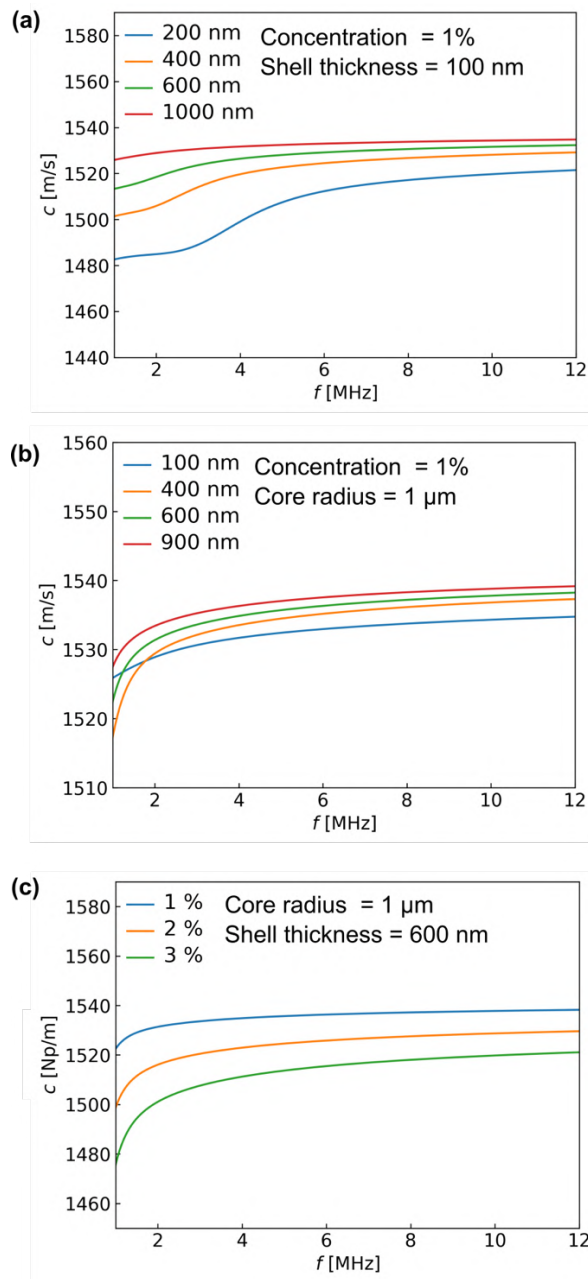 (a)
200 nm
400 nm
600 nm
1000 nm
Concentration = 1%
Shell thickness = 100 nm
1580
1560
1540
1520
1500
1480
1460
1440
c [m/s]
2 4 6 8 10 12
f [MHz]
(b)
100 nm
400 nm
600 nm
900 nm
Concentration = 1%
Core radius = 1 µm
1560
1550
1540
1530
1520
1510
c [m/s]
2 4 6 8 10 12
f [MHz]
(c)
1 %
2 %
3 %
Core radius = 1 µm
Shell thickness = 600 nm
1580
1560
1540
1520
1500
1480
1460
c [Np/m]
2 4 6 8 10 12
f [MHz]